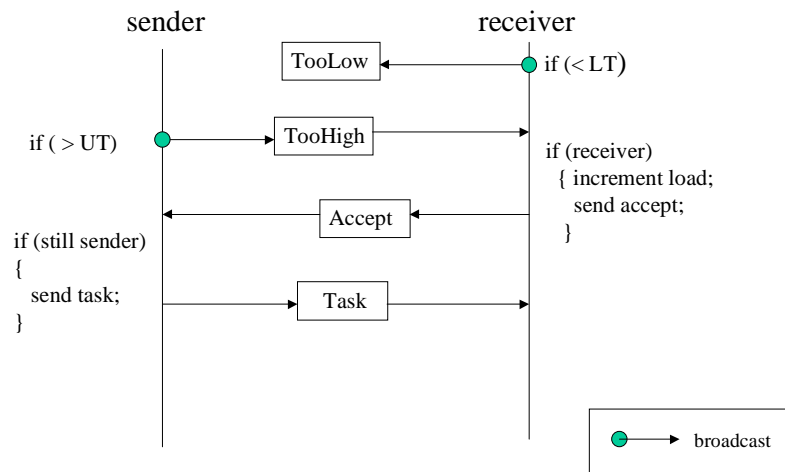 sender
receiver
TooLow
if (< LT)
if ( > UT)
TooHigh
if (receiver)
{ increment load;
send accept;
}
Accept
if (still sender)
{
send task;
}
Task
broadcast